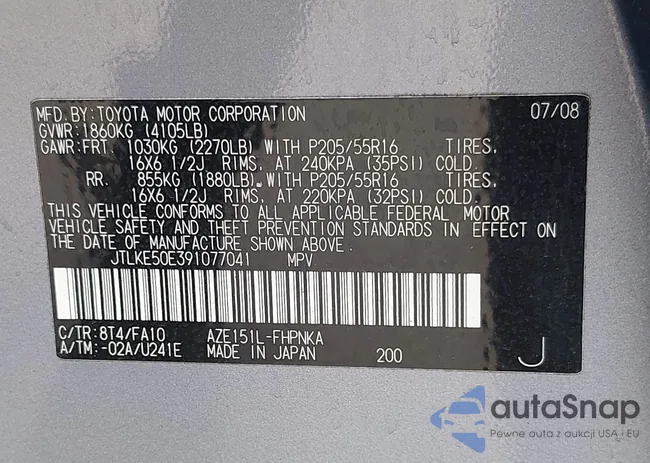 MFD.BY:TOYOTA MOTOR CORPORATION 07/08
GVWR:1860KG (4105LB)
GAWR:FRT. 1030KG (2270LB) WITH P205/55R16 TIRES,
16X6 1/2J RIMS, AT 240KPA (35PSI) COLD.
RR. 855KG (1880LB) WITH P205/55R16 TIRES,
16X6 1/2J RIMS, AT 220KPA (32PSI) COLD.
THIS VEHICLE CONFORMS TO ALL APPLICABLE FEDERAL MOTOR
VEHICLE SAFETY AND THEFT PREVENTION STANDARDS IN EFFECT ON
THE DATE OF MANUFACTURE SHOWN ABOVE.
JTLKE50E391077041 MPV
C/TR:8T4/FA10 AZE151L-FHPNKA
A/TM:-02A/U241E MADE IN JAPAN 200 J
autaSnap
Pewne auta z aukcji USA i EU